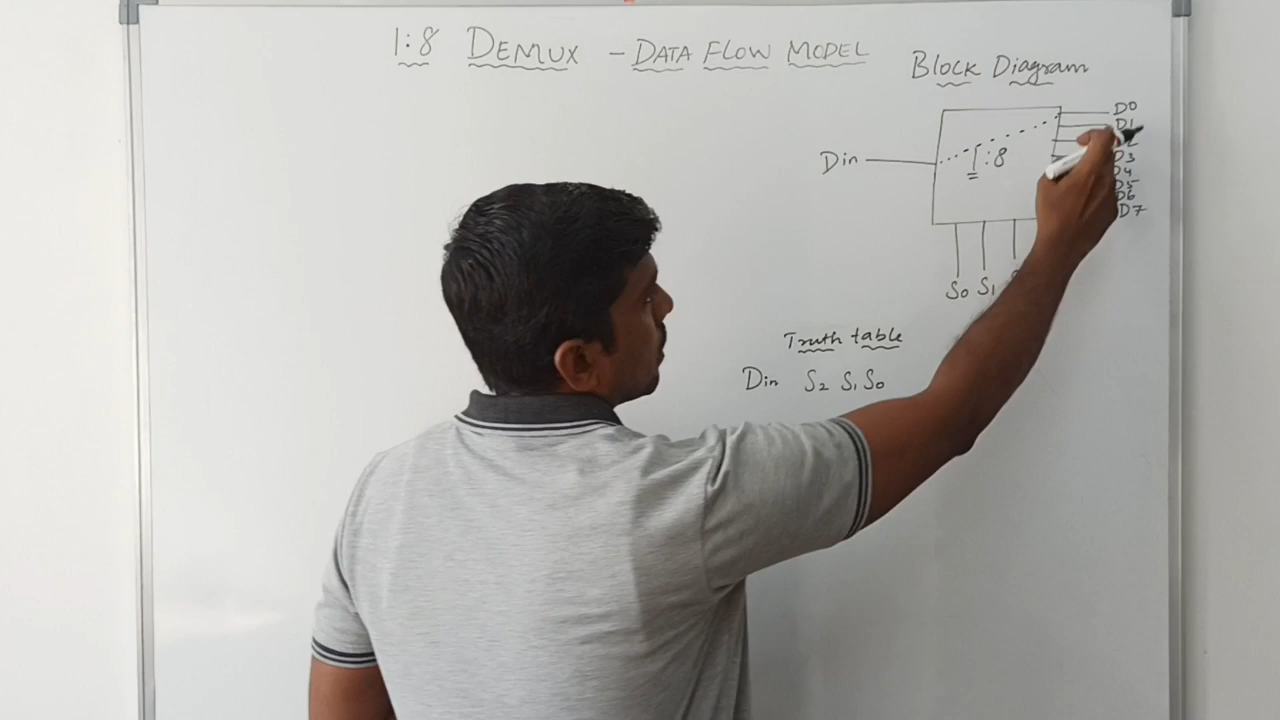 1:8 DEMUX – DATA FLOW MODEL
Block Diagram
Din
1:8
D0
D1
D3
D4
D5
D6
D7
S0 S1
Truth table
Din S2 S1 S0